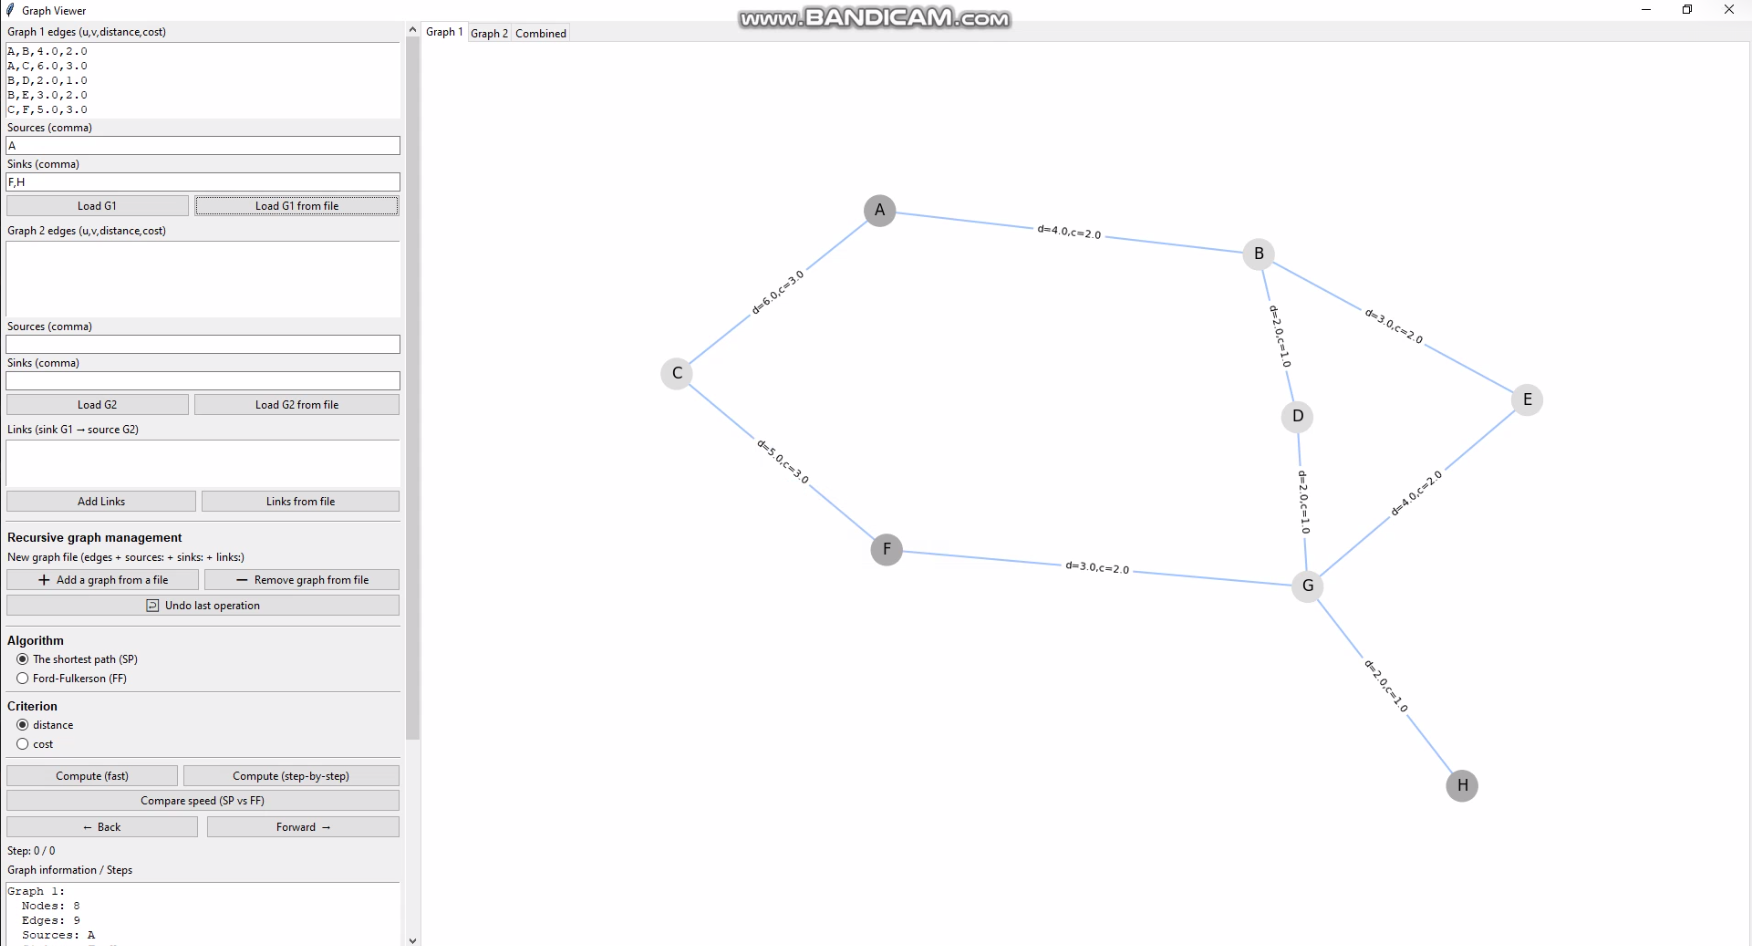 Graph Viewer
www.BANDICAM.com
Graph 1 edges (u,v,distance,cost)
A,B,4.0,2.0
A,C,6.0,3.0
B,D,2.0,1.0
B,E,3.0,2.0
C,F,5.0,3.0
Sources (comma)
A
Sinks (comma)
F,H
Load G1
Load G1 from file
Graph 2 edges (u,v,distance,cost)
Sources (comma)
Sinks (comma)
Load G2
Load G2 from file
Links (sink G1 → source G2)
Add Links
Links from file
Recursive graph management
New graph file (edges + sources: + sinks: + links:)
+ Add a graph from a file
− Remove graph from file
Undo last operation
Algorithm
The shortest path (SP)
Ford-Fulkerson (FF)
Criterion
distance
cost
Compute (fast)
Compute (step-by-step)
Compare speed (SP vs FF)
← Back
Forward →
Step: 0 / 0
Graph information / Steps
Graph 1:
Nodes: 8
Edges: 9
Sources: A
Graph 1
Graph 2
Combined
A
d=4.0,c=2.0
B
d=6.0,c=3.0
d=2.0,c=1.0
d=3.0,c=2.0
C
E
D
d=5.0,c=3.0
d=2.0,c=1.0
d=4.0,c=2.0
F
d=3.0,c=2.0
G
d=2.0,c=1.0
H